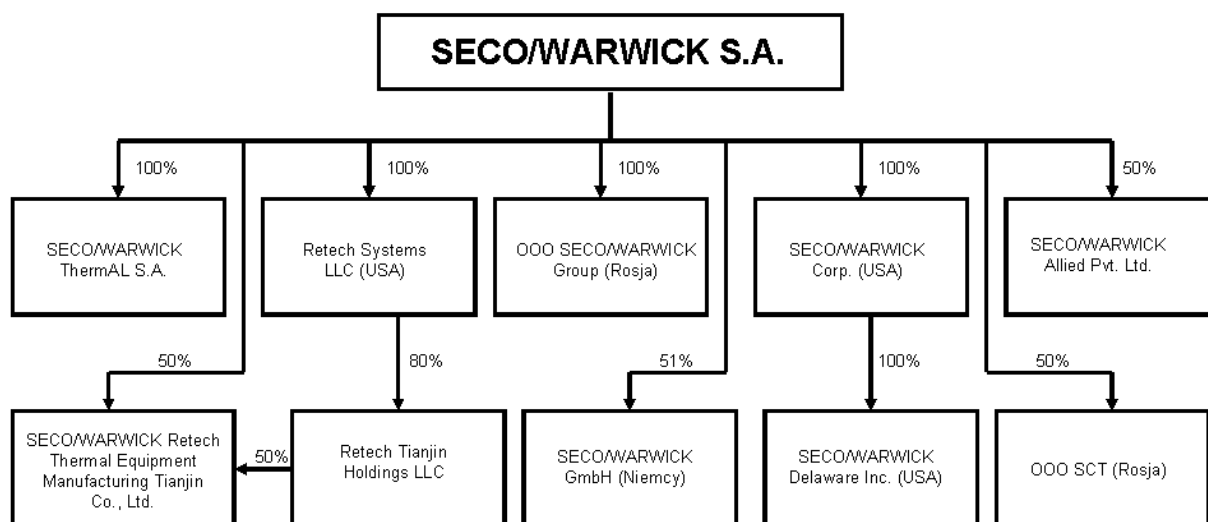 SECO/WARWICK S.A.
100%
100%
100%
100%
50%
SECO/WARWICK
ThermAL S.A.
Retech Systems
LLC (USA)
OOO SECO/WARWICK
Group (Rosja)
SECO/WARWICK
Corp. (USA)
SECO/WARWICK
Allied Pvt. Ltd.
50%
80%
51%
100%
50%
SECO/WARWICK Retech
Thermal Equipment
Manufacturing Tianjin
Co., Ltd.
50%
Retech Tianjin
Holdings LLC
SECO/WARWICK
GmbH (Niemcy)
SECO/WARWICK
Delaware Inc. (USA)
OOO SCT (Rosja)